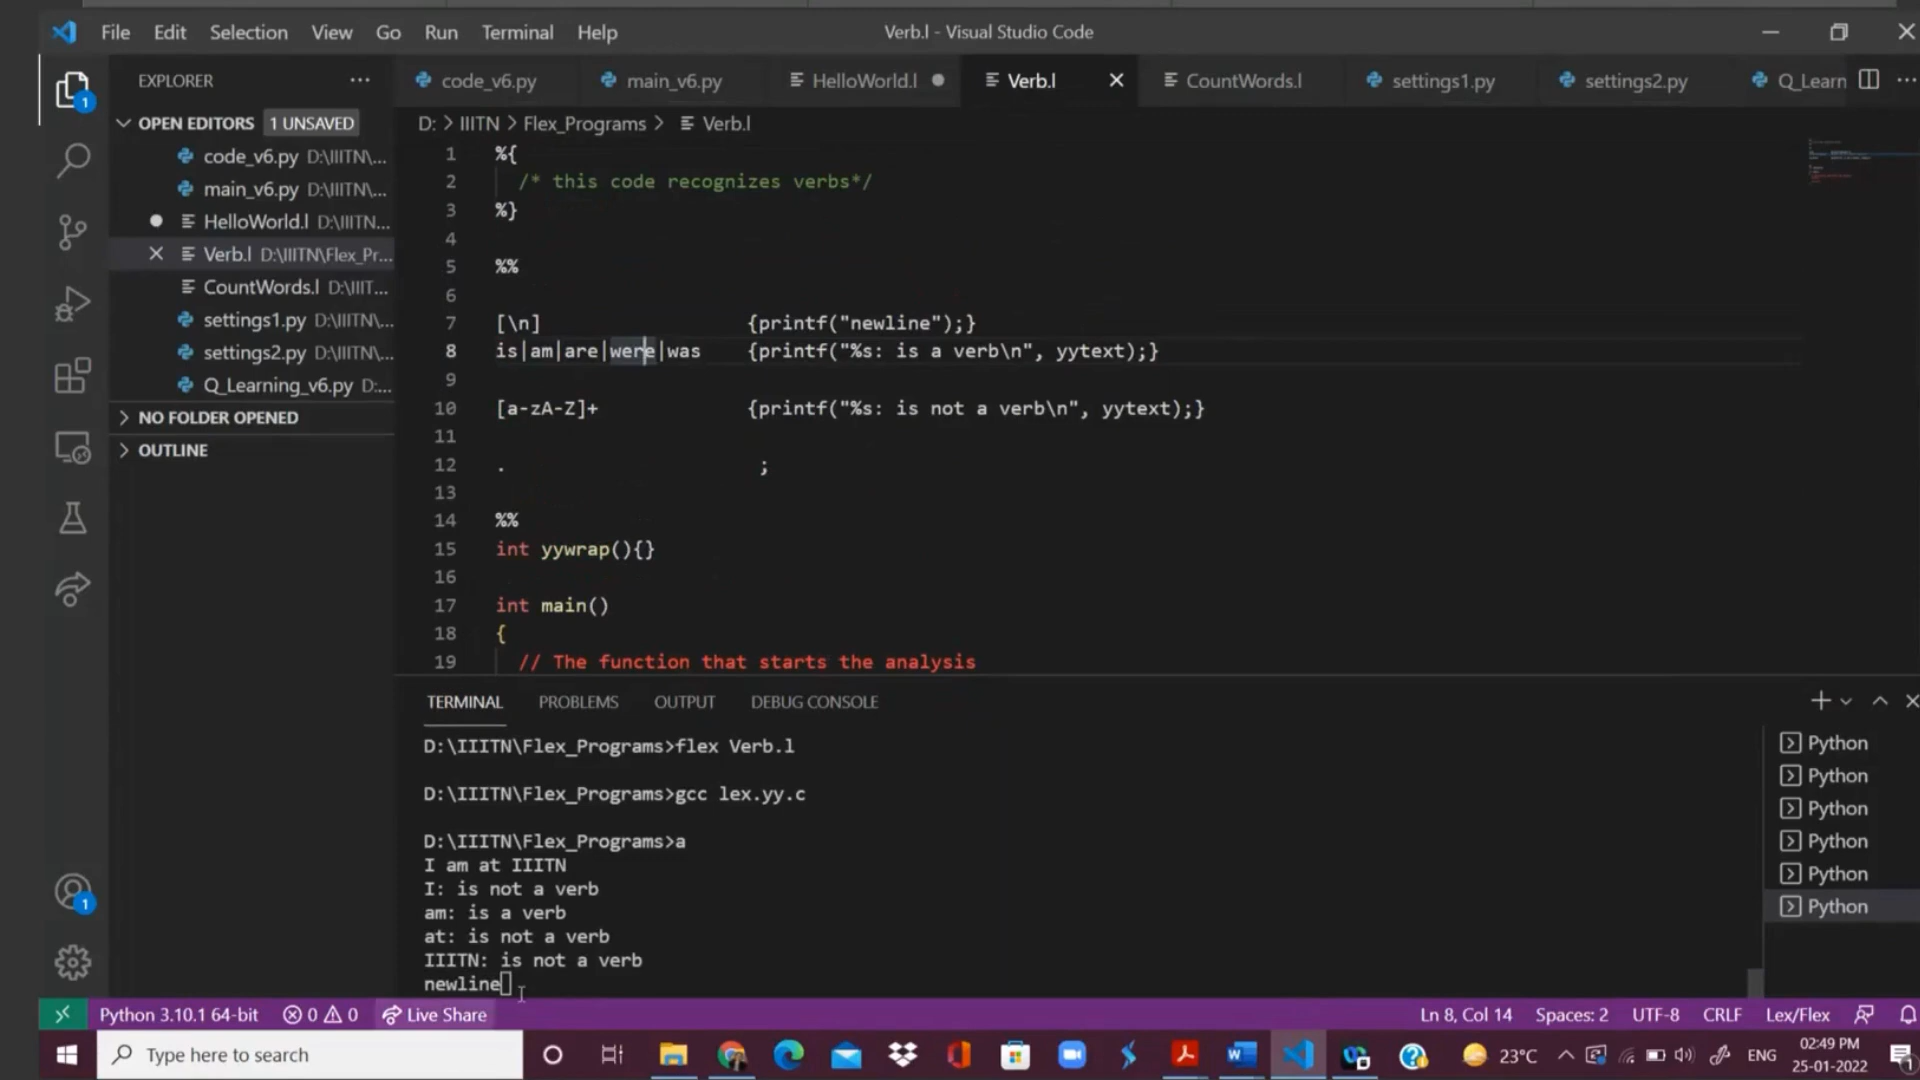 File Edit Selection View Go Run Terminal Help
Verb.l - Visual Studio Code
EXPLORER
code_v6.py main_v6.py HelloWorld.l Verb.l CountWords.l settings1.py settings2.py Q_Learn
OPEN EDITORS 1 UNSAVED
code_v6.py D:\IIITN\...
main_v6.py D:\IIITN\...
HelloWorld.l D:\IIITN...
Verb.l D:\IIITN\Flex_Pr...
CountWords.l D:\IIIT...
settings1.py D:\IIITN\...
settings2.py D:\IIITN\...
Q_Learning_v6.py D:...
NO FOLDER OPENED
OUTLINE
1
1
D: > IIITN > Flex_Programs > Verb.l
1 %{
2 /* this code recognizes verbs*/
3 %}
4
5 %%
6
7 [\n] {printf("newline");}
8 is|am|are|were|was {printf("%s: is a verb\n", yytext);}
9
10 [a-zA-Z]+ {printf("%s: is not a verb\n", yytext);}
11
12 . ;
13
14 %%
15 int yywrap(){}
16
17 int main()
18 {
19 // The function that starts the analysis
TERMINAL PROBLEMS OUTPUT DEBUG CONSOLE
D:\IIITN\Flex_Programs>flex Verb.l
D:\IIITN\Flex_Programs>gcc lex.yy.c
D:\IIITN\Flex_Programs>a
I am at IIITN
I: is not a verb
am: is a verb
at: is not a verb
IIITN: is not a verb
newline
Python
Python
Python
Python
Python
Python
Python 3.10.1 64-bit 0 0 Live Share
Ln 8, Col 14 Spaces: 2 UTF-8 CRLF Lex/Flex
Type here to search
23°C ENG 02:49 PM
25-01-2022
1